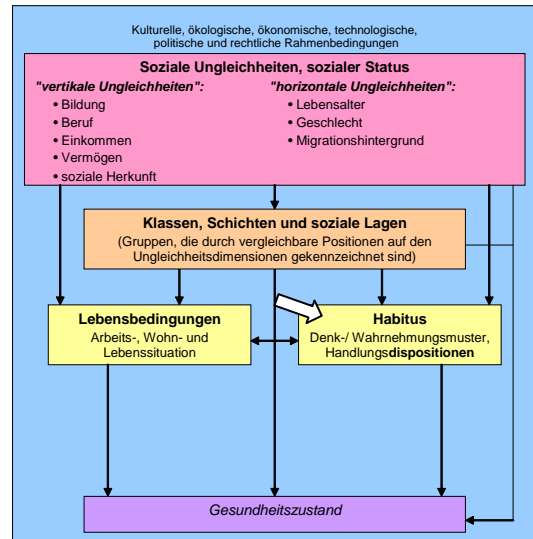 Kulturelle, ökologische, ökonomische, technologische,
politische und rechtliche Rahmenbedingungen
Soziale Ungleichheiten, sozialer Status
"vertikale Ungleichheiten":
• Bildung
• Beruf
• Einkommen
• Vermögen
• soziale Herkunft
"horizontale Ungleichheiten":
• Lebensalter
• Geschlecht
• Migrationshintergrund
Klassen, Schichten und soziale Lagen
(Gruppen, die durch vergleichbare Positionen auf den
Ungleichheitsdimensionen gekennzeichnet sind)
Lebensbedingungen
Arbeits-, Wohn- und
Lebenssituation
Habitus
Denk-/ Wahrnehmungsmuster,
Handlungsdispositionen
Gesundheitszustand